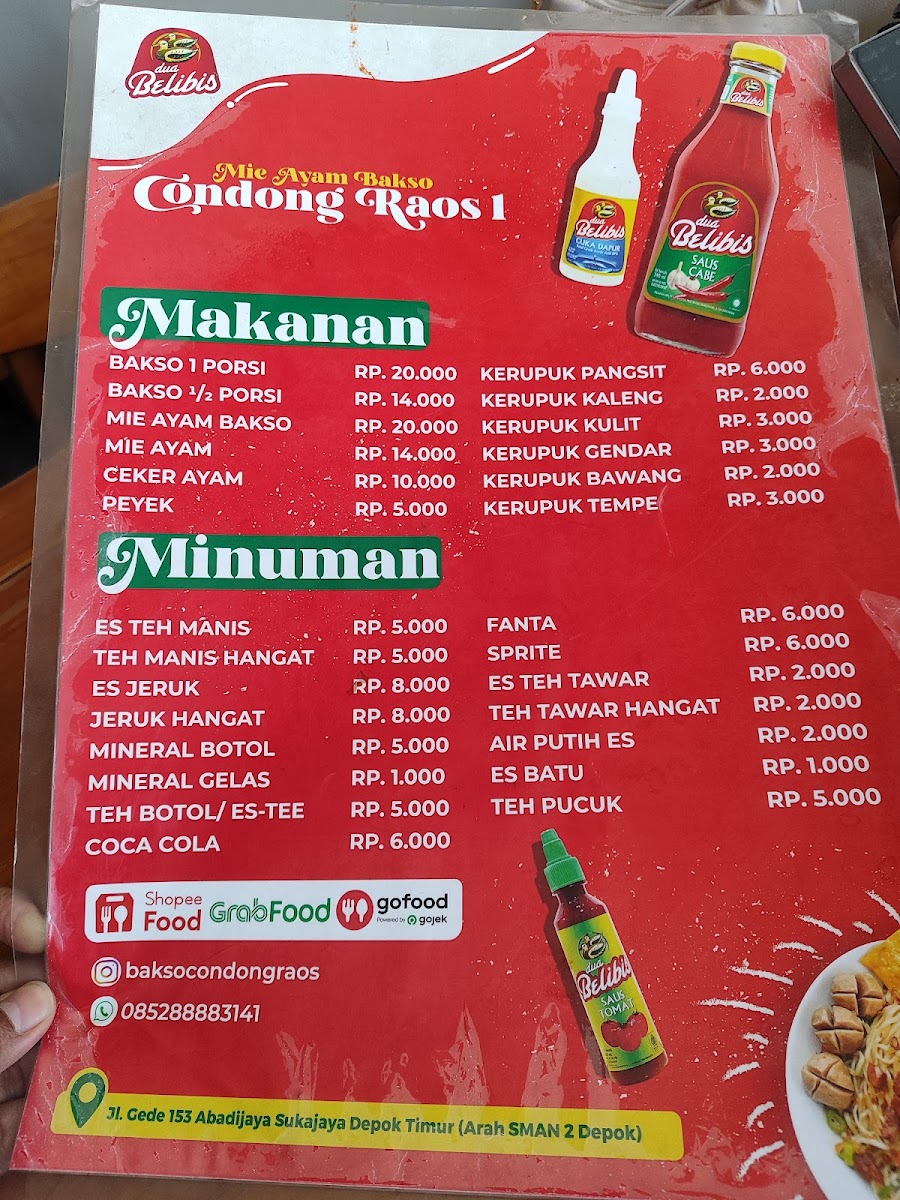 dua
Belibis
Mie Ayam Bakso
Condong Raos 1
dua
Belibis
CUKA DAPUR
dua
Belibis
dua
Belibis
SAUS
CABE
Makanan
BAKSO 1 PORSI RP. 20.000
BAKSO ½ PORSI RP. 14.000
MIE AYAM BAKSO RP. 20.000
MIE AYAM RP. 14.000
CEKER AYAM RP. 10.000
PEYEK RP. 5.000
KERUPUK PANGSIT RP. 6.000
KERUPUK KALENG RP. 2.000
KERUPUK KULIT RP. 3.000
KERUPUK GENDAR RP. 3.000
KERUPUK BAWANG RP. 2.000
KERUPUK TEMPE RP. 3.000
Minuman
ES TEH MANIS RP. 5.000
TEH MANIS HANGAT RP. 5.000
ES JERUK RP. 8.000
JERUK HANGAT RP. 8.000
MINERAL BOTOL RP. 5.000
MINERAL GELAS RP. 1.000
TEH BOTOL/ ES-TEE RP. 5.000
COCA COLA RP. 6.000
FANTA RP. 6.000
SPRITE RP. 6.000
ES TEH TAWAR RP. 2.000
TEH TAWAR HANGAT RP. 2.000
AIR PUTIH ES RP. 2.000
ES BATU RP. 1.000
TEH PUCUK RP. 5.000
Shopee
Food
GrabFood
gofood
Powered by gojek
baksocondongraos
085288883141
dua
Belibis
SAUS
TOMAT
Jl. Gede 153 Abadijaya Sukajaya Depok Timur (Arah SMAN 2 Depok)